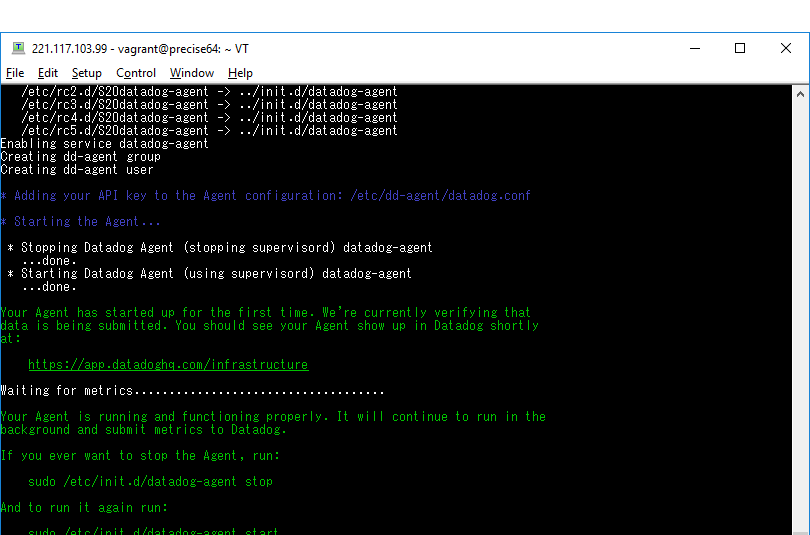 221.117.103.99 - vagrant@precise64: ~ VT
File Edit Setup Control Window Help
/etc/rc2.d/S20datadog-agent -> ../init.d/datadog-agent
/etc/rc3.d/S20datadog-agent -> ../init.d/datadog-agent
/etc/rc4.d/S20datadog-agent -> ../init.d/datadog-agent
/etc/rc5.d/S20datadog-agent -> ../init.d/datadog-agent
Enabling service datadog-agent
Creating dd-agent group
Creating dd-agent user
* Adding your API key to the Agent configuration: /etc/dd-agent/datadog.conf
* Starting the Agent...
* Stopping Datadog Agent (stopping supervisord) datadog-agent
...done.
* Starting Datadog Agent (using supervisord) datadog-agent
...done.
Your Agent has started up for the first time. We're currently verifying that
data is being submitted. You should see your Agent show up in Datadog shortly
at:
https://app.datadoghq.com/infrastructure
Waiting for metrics....................................
Your Agent is running and functioning properly. It will continue to run in the
background and submit metrics to Datadog.
If you ever want to stop the Agent, run:
sudo /etc/init.d/datadog-agent stop
And to run it again run:
sudo /etc/init.d/datadog-agent start